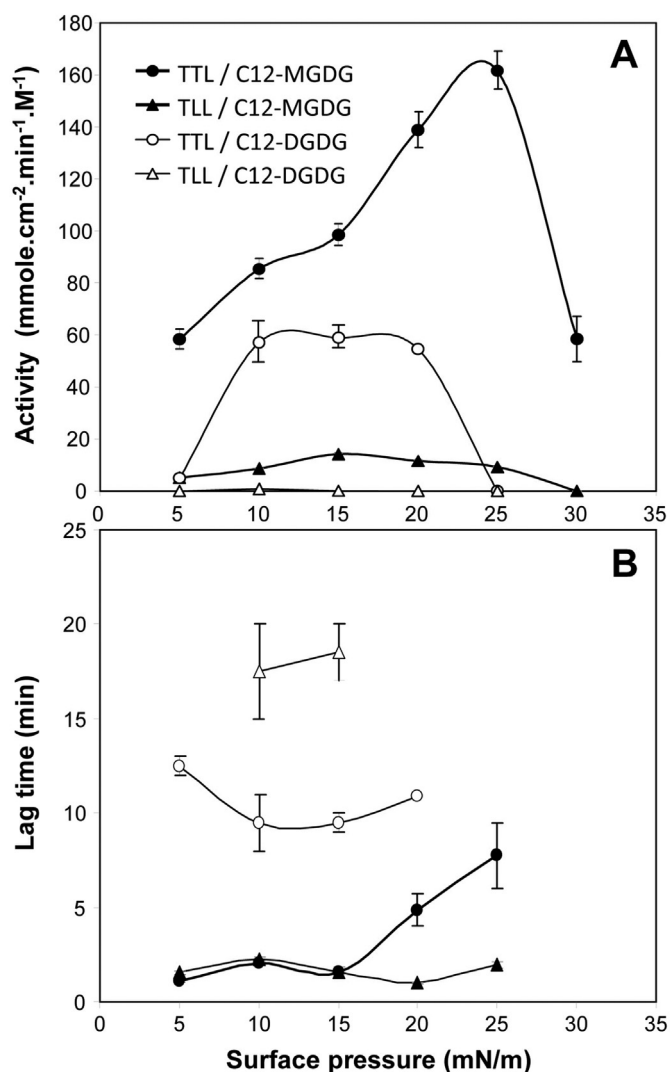 A
TTL / C12-MGDG
TLL / C12-MGDG
TTL / C12-DGDG
TLL / C12-DGDG
Activity (mmole.cm-2.min-1.M-1)
180
160
140
120
100
80
60
40
20
0
0 5 10 15 20 25 30 35
B
Lag time (min)
25
20
15
10
5
0
0 5 10 15 20 25 30 35
Surface pressure (mN/m)